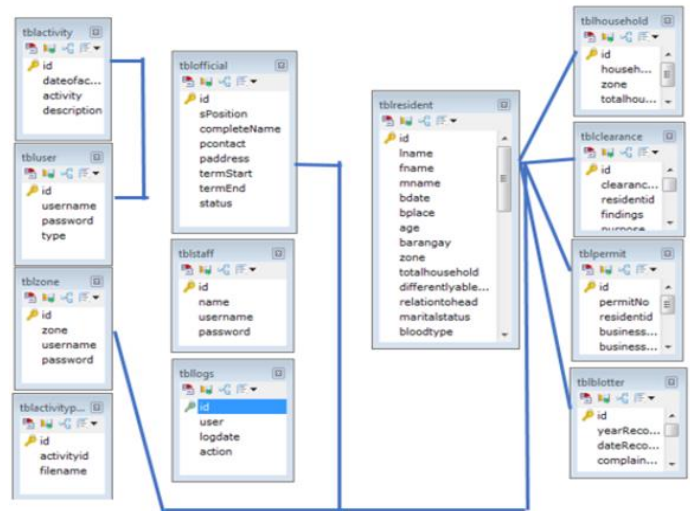 tblactivity
id
dateofac...
activity
description
tbluser
id
username
password
type
tblzone
id
zone
username
password
tblactivityp...
id
activityid
filename
tblofficial
id
sPosition
completeName
pcontact
paddress
termStart
termEnd
status
tblstaff
id
name
username
password
tbllogs
id
user
logdate
action
tblresident
id
lname
fname
mname
bdate
bplace
age
barangay
zone
totalhousehold
differentlyable...
relationtohead
maritalstatus
bloodtype
tblhousehold
id
househ...
zone
totalhou...
tblclearance
id
clearanc...
residentid
findings
purpose
tblpermit
id
permitNo
residentid
business...
business...
tblblotter
id
yearReco...
dateReco...
complain...